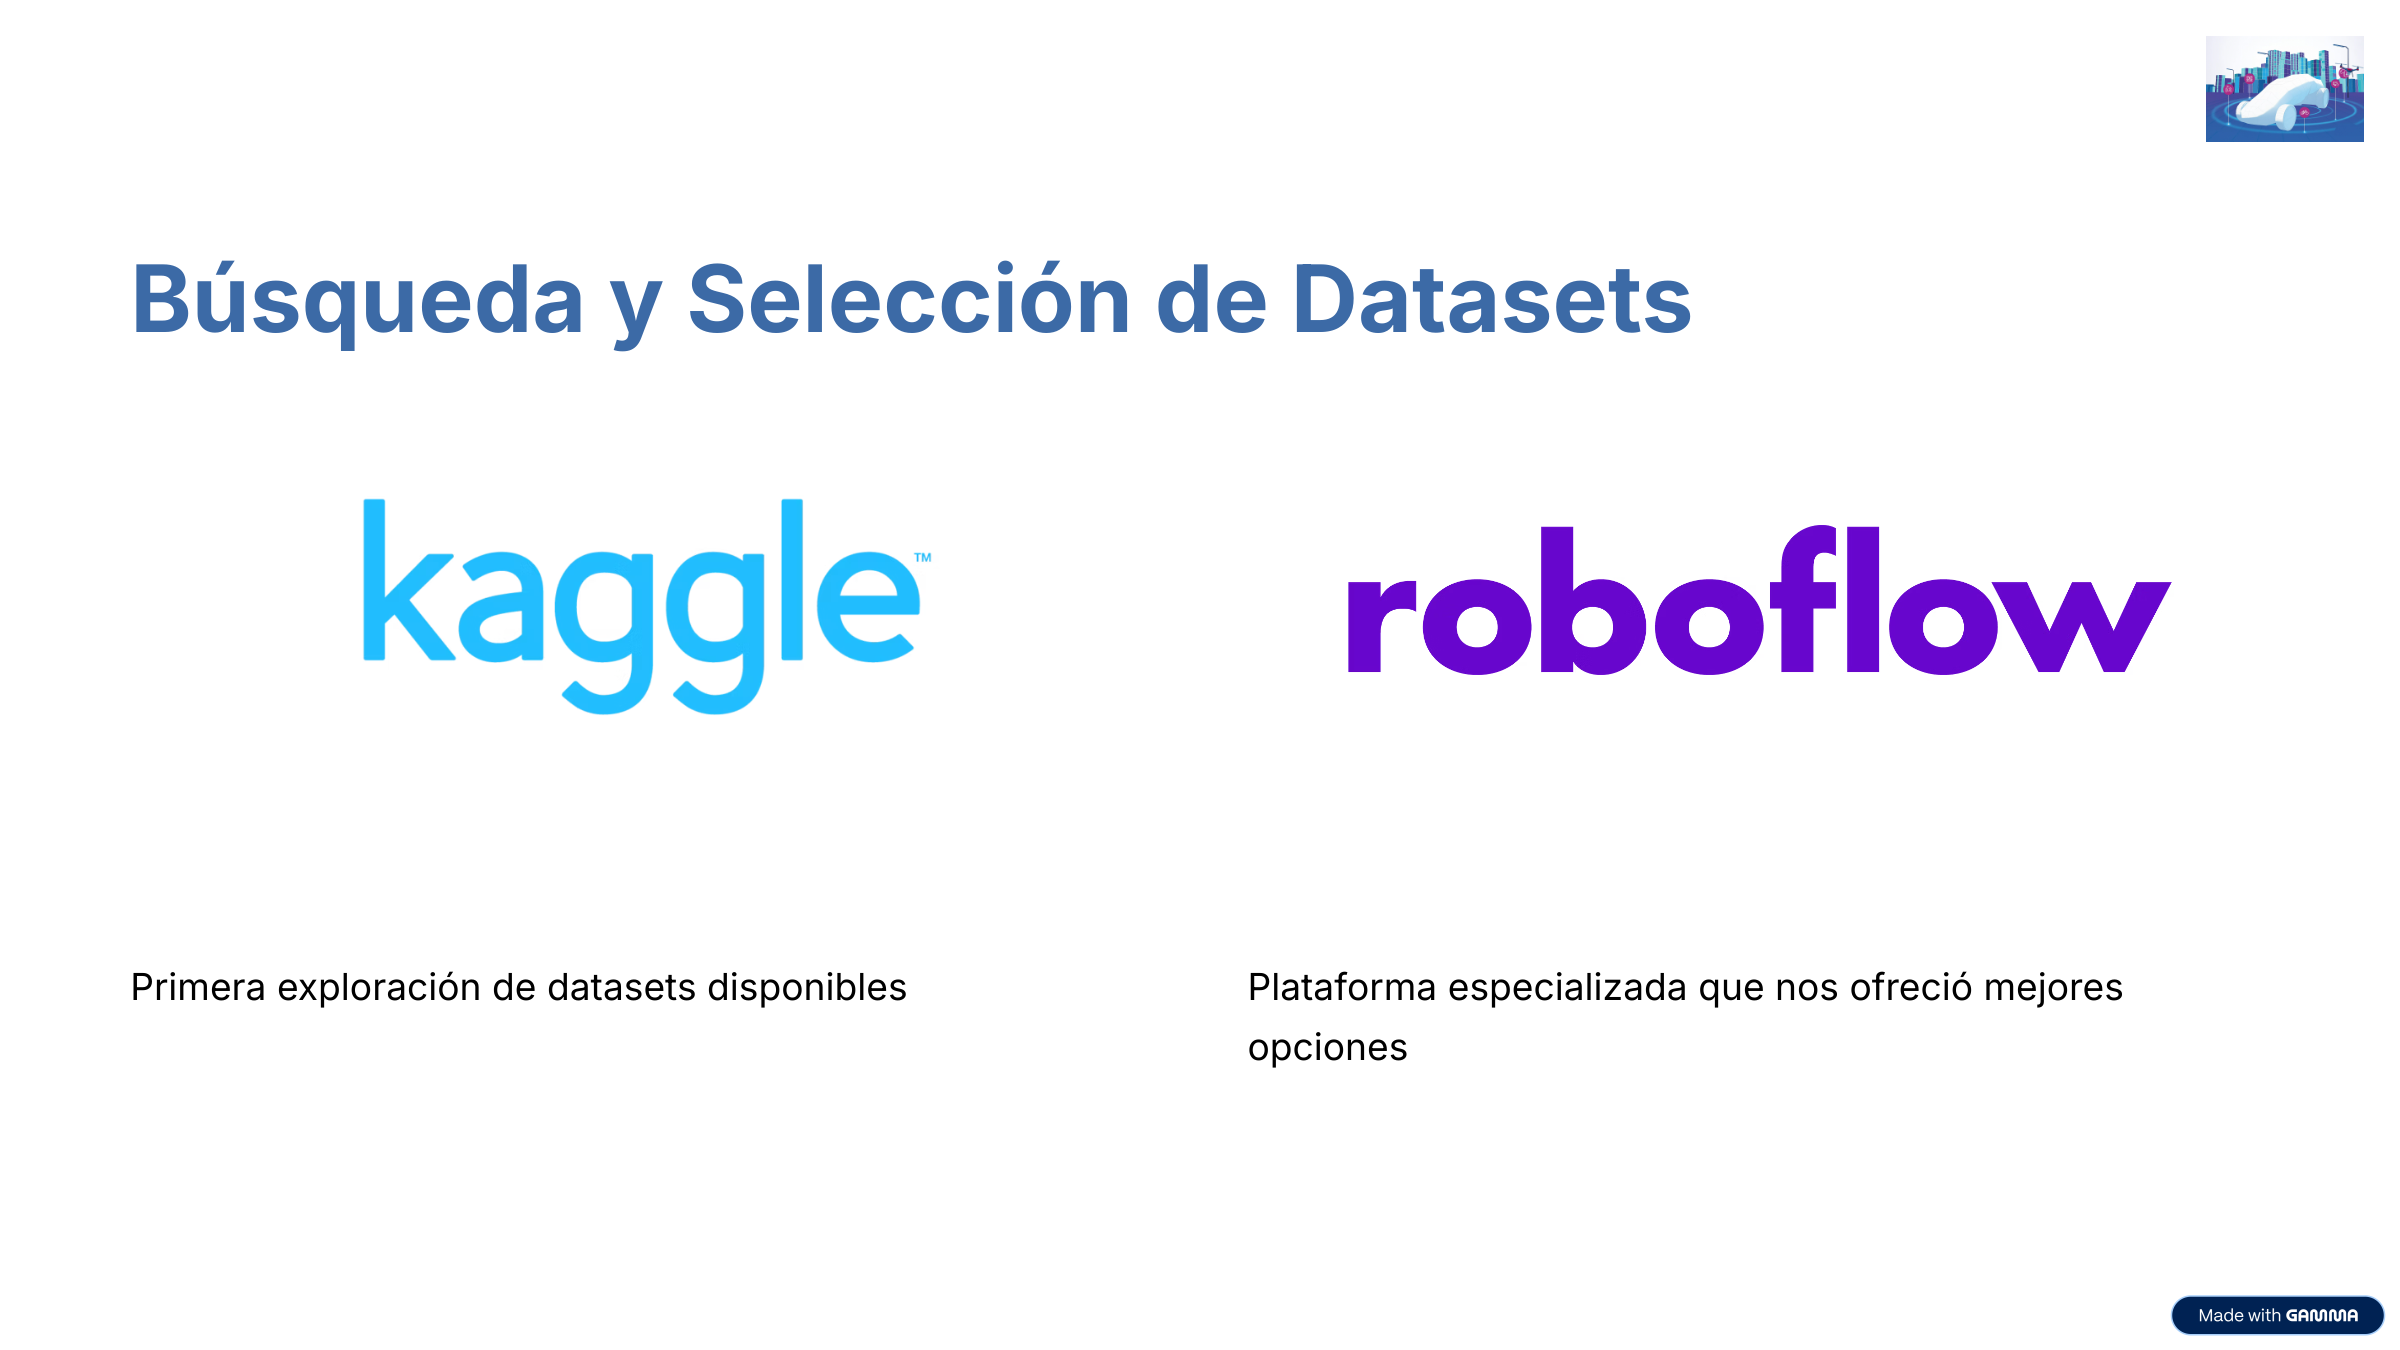 Búsqueda y Selección de Datasets
kaggle™
roboflow
Primera exploración de datasets disponibles
Plataforma especializada que nos ofreció mejores
opciones
Made with GAMMA